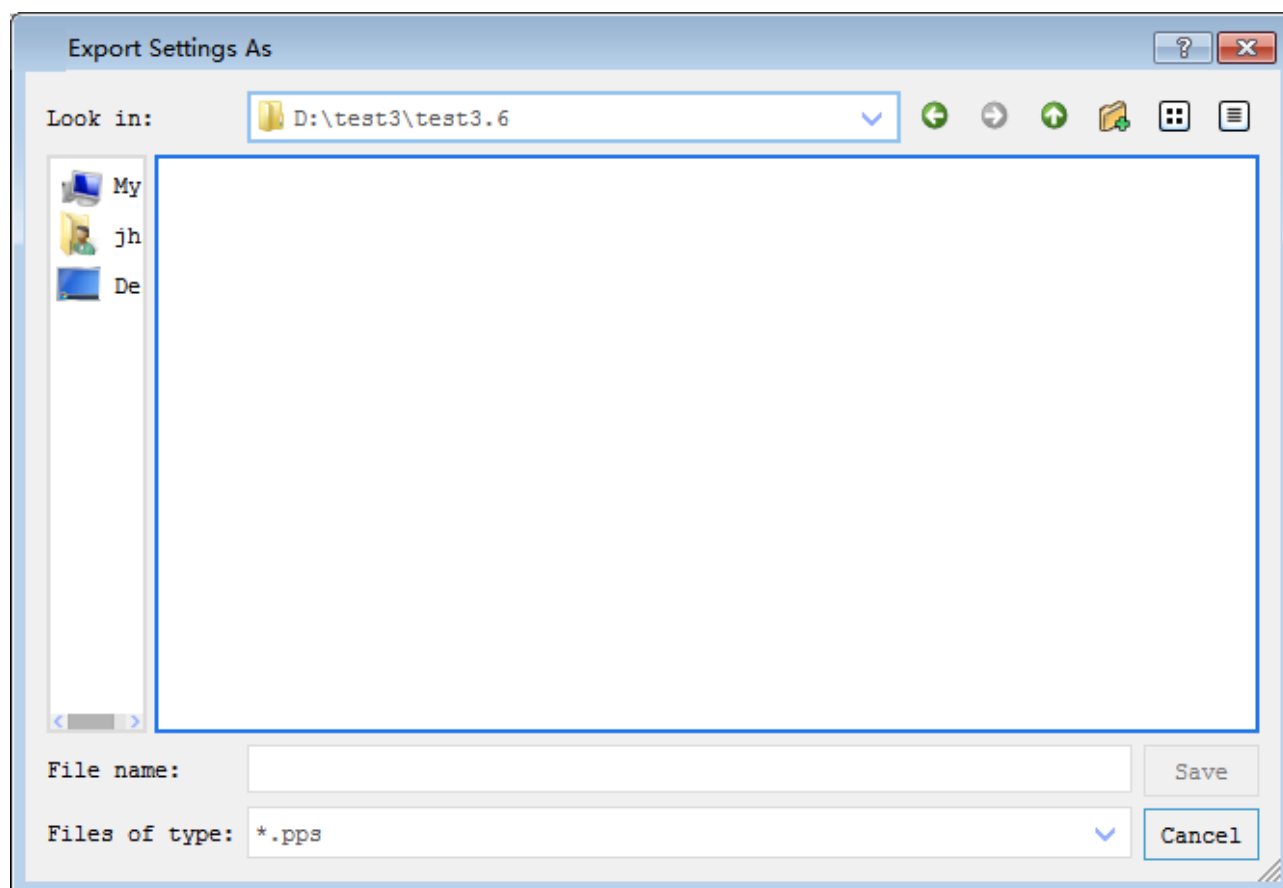 Export Settings As
Look in: D:\test3\test3.6
My
jh
De
File name: Save
Files of type: *.pps Cancel